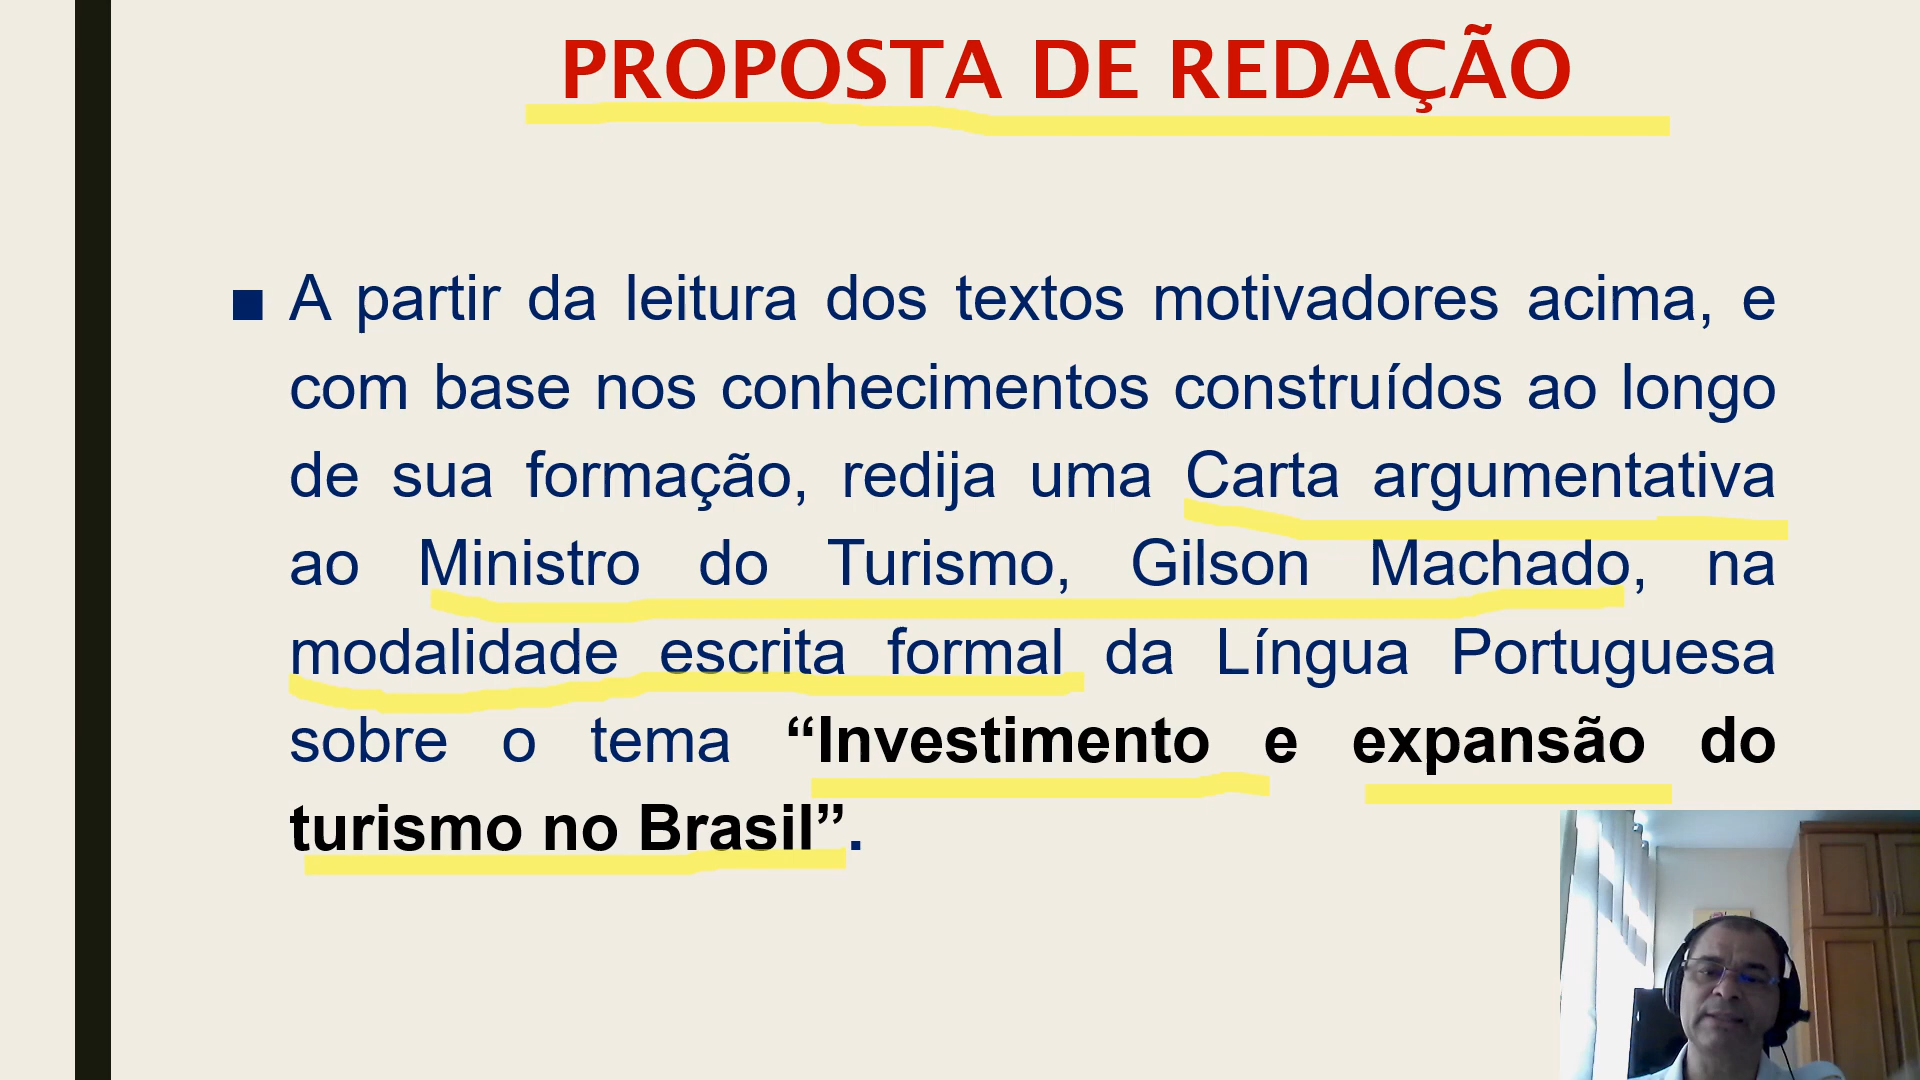 PROPOSTA DE REDAÇÃO
A partir da leitura dos textos motivadores acima, e
com base nos conhecimentos construídos ao longo
de sua formação, redija uma Carta argumentativa
ao Ministro do Turismo, Gilson Machado, na
modalidade escrita formal da Língua Portuguesa
sobre o tema “Investimento e expansão do
turismo no Brasil”.